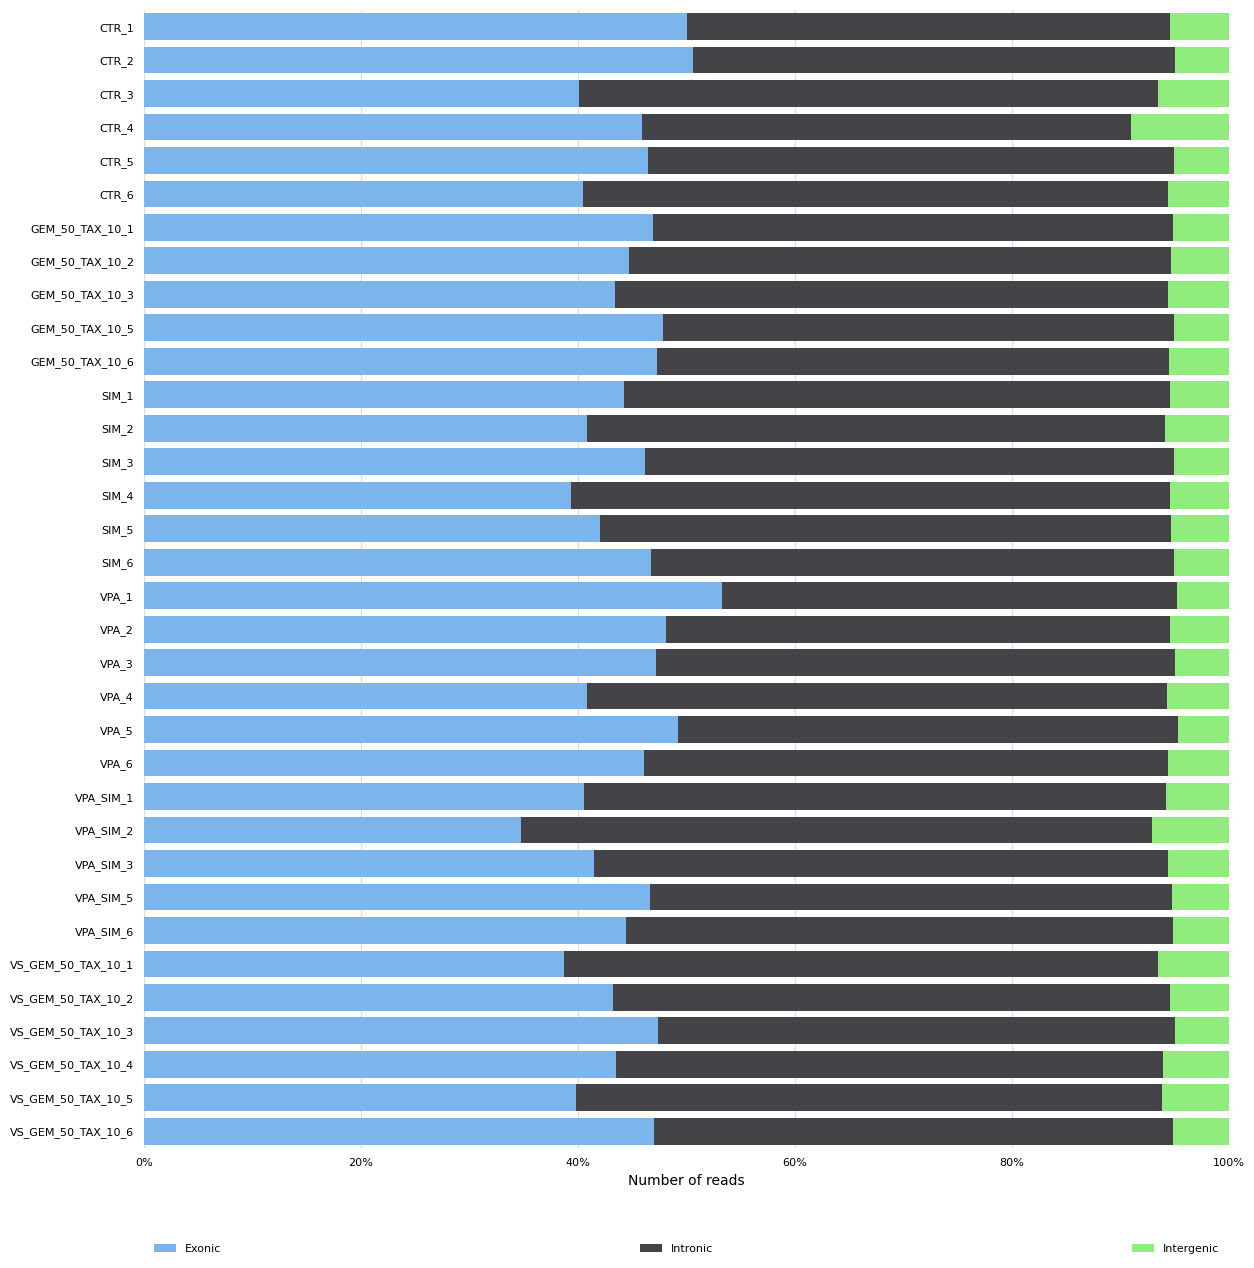 CTR_1
CTR_2
CTR_3
CTR_4
CTR_5
CTR_6
GEM_50_TAX_10_1
GEM_50_TAX_10_2
GEM_50_TAX_10_3
GEM_50_TAX_10_5
GEM_50_TAX_10_6
SIM_1
SIM_2
SIM_3
SIM_4
SIM_5
SIM_6
VPA_1
VPA_2
VPA_3
VPA_4
VPA_5
VPA_6
VPA_SIM_1
VPA_SIM_2
VPA_SIM_3
VPA_SIM_5
VPA_SIM_6
VS_GEM_50_TAX_10_1
VS_GEM_50_TAX_10_2
VS_GEM_50_TAX_10_3
VS_GEM_50_TAX_10_4
VS_GEM_50_TAX_10_5
VS_GEM_50_TAX_10_6
0% 20% 40% 60% 80% 100%
Number of reads
Exonic Intronic Intergenic